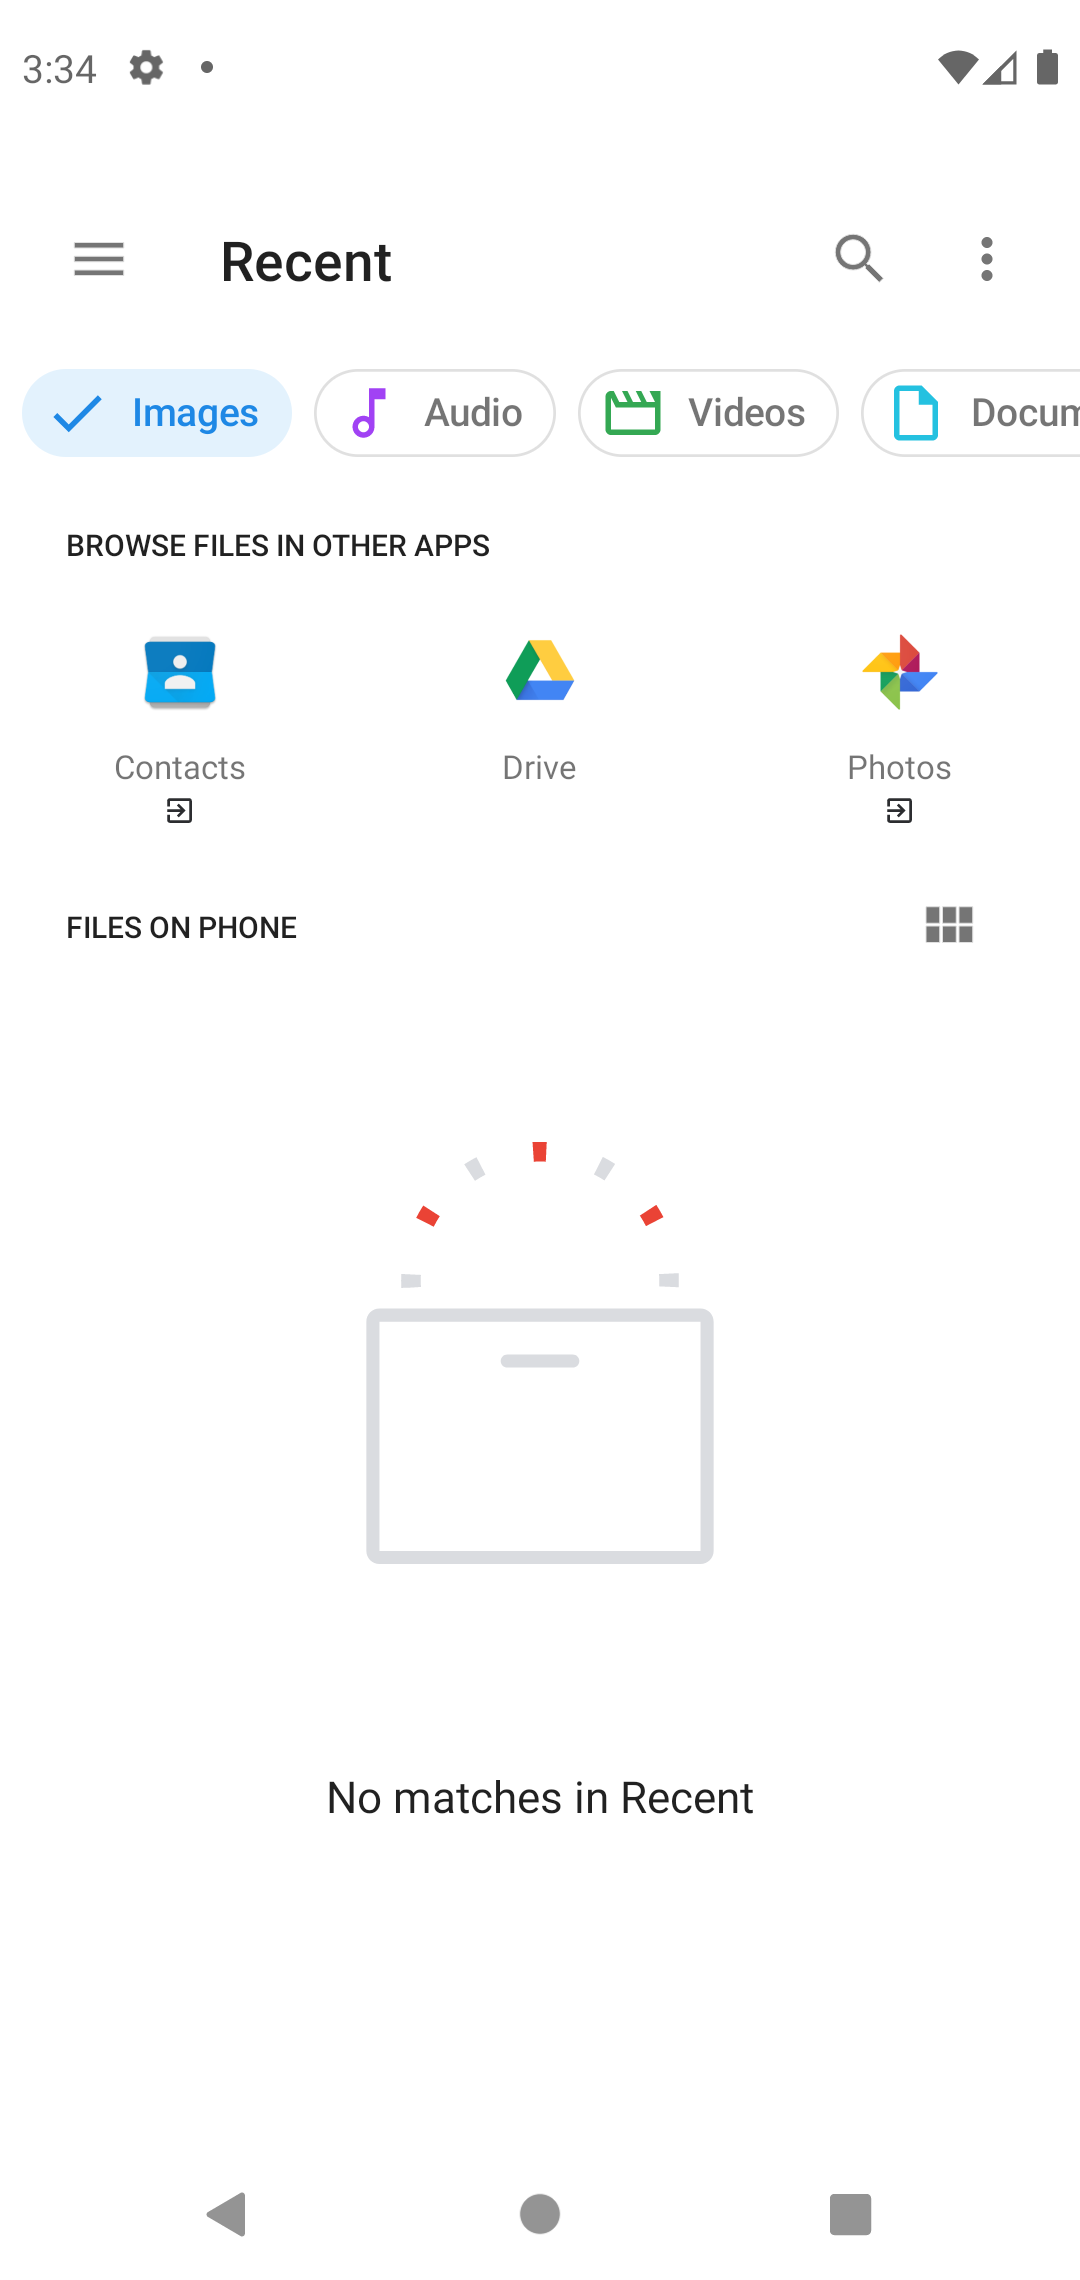 3:34
Recent
Images
Audio
Videos
Docum
BROWSE FILES IN OTHER APPS
Contacts
Drive
Photos
FILES ON PHONE
No matches in Recent